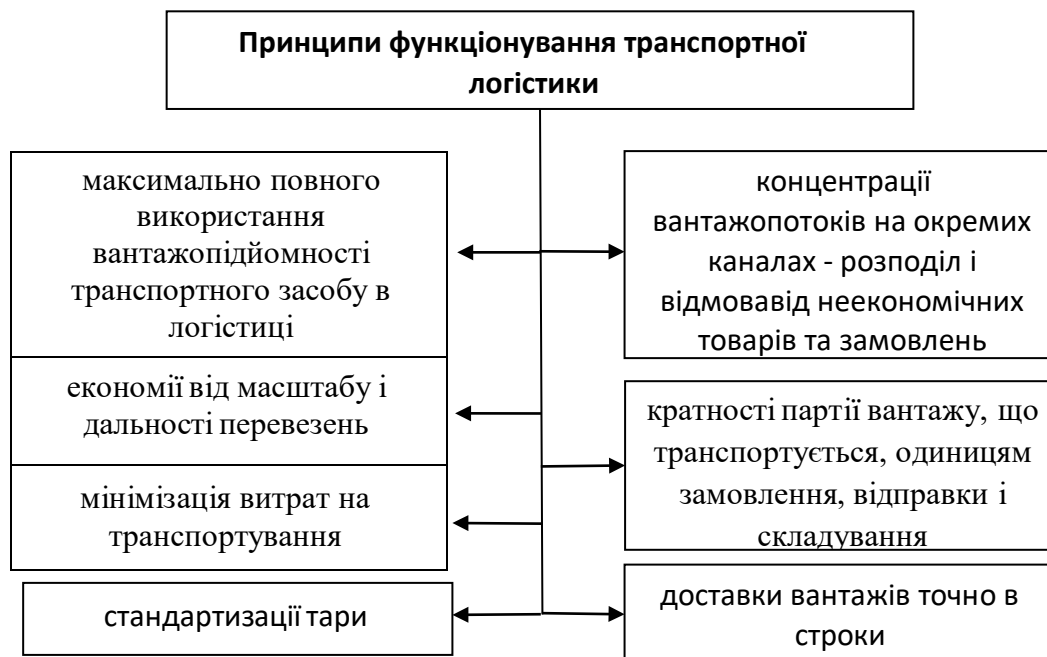 Принципи функціонування транспортної
логістики
максимально повного
використання
вантажопідйомності
транспортного засобу в
логістиці
економії від масштабу і
дальності перевезень
мінімізація витрат на
транспортування
стандартизації тари
концентрації
вантажопотоків на окремих
каналах - розподіл і
відмовавід неекономічних
товарів та замовлень
кратності партії вантажу, що
транспортується, одиницям
замовлення, відправки і
складування
доставки вантажів точно в
строки